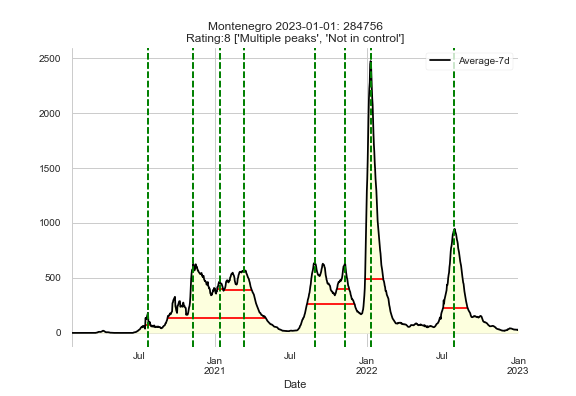 Montenegro 2023-01-01: 284756
Rating:8 ['Multiple peaks', 'Not in control']
Average-7d
2500
2000
1500
1000
500
0
Jul
Jan
2021
Jul
Jan
2022
Jul
Jan
2023
Date